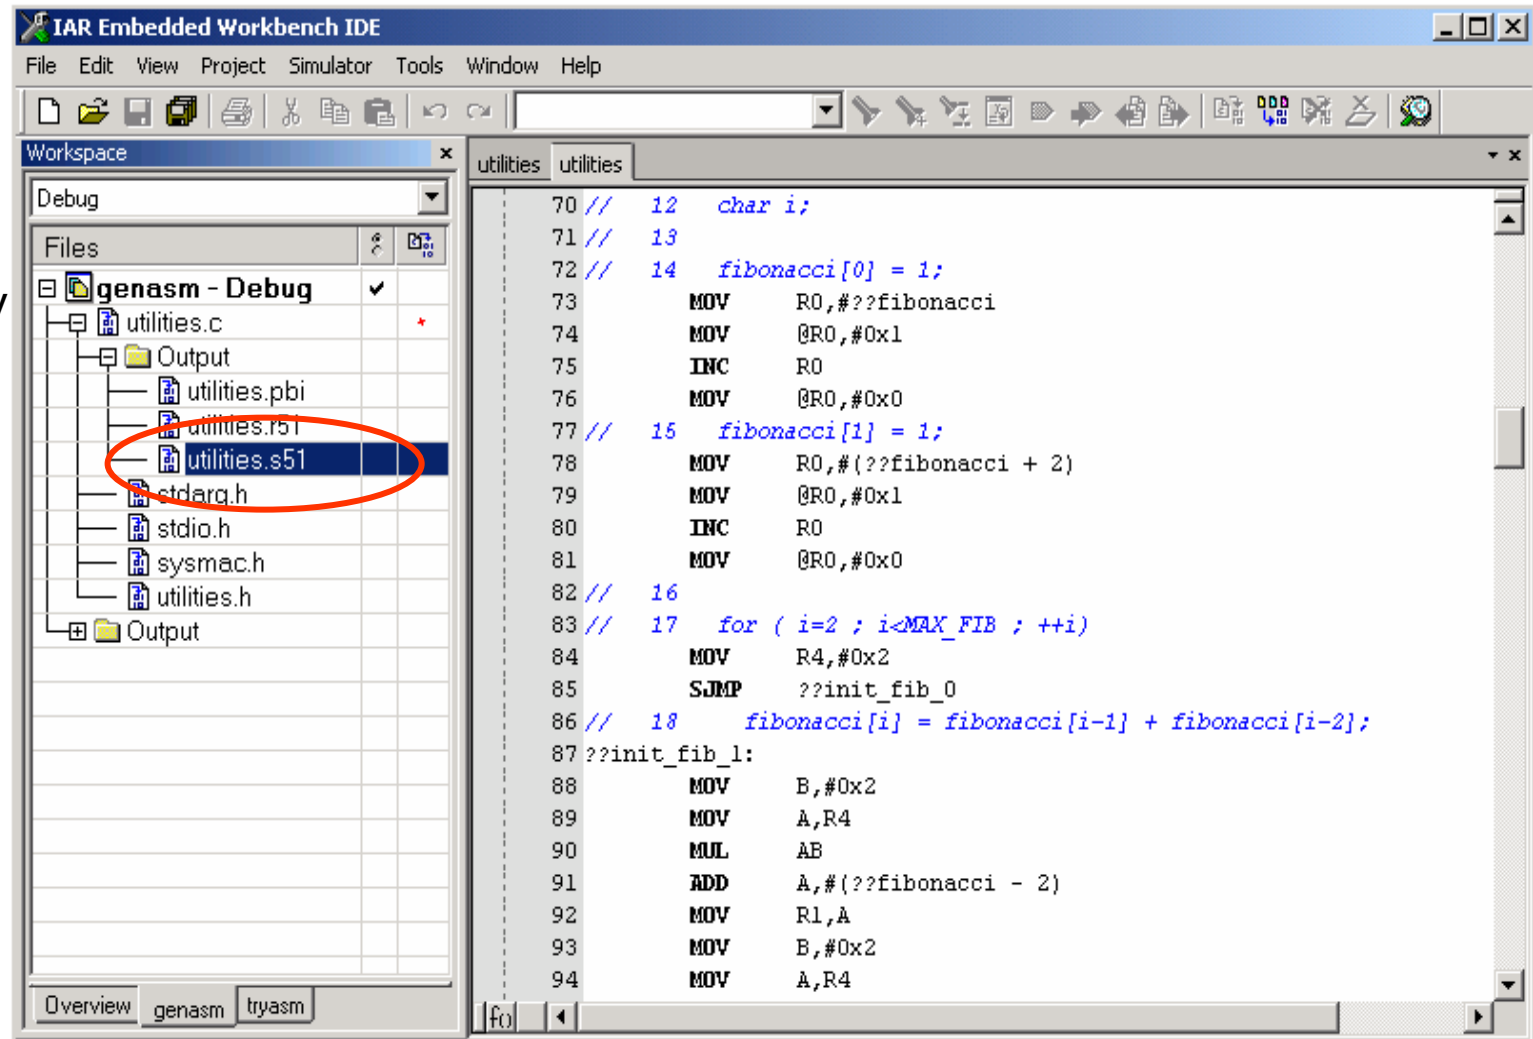 IAR Embedded Workbench IDE
File Edit View Project Simulator Tools Window Help
Workspace
Debug
Files
genasm - Debug
utilities.c
Output
utilities.pbi
utilities.r51
utilities.s51
stdarg.h
stdio.h
sysmac.h
utilities.h
Output
Overview genasm tryasm
utilities utilities
70 // 12 char i;
71 // 13
72 // 14 fibonacci[0] = 1;
73 MOV R0,#??fibonacci
74 MOV @R0,#0x1
75 INC R0
76 MOV @R0,#0x0
77 // 15 fibonacci[1] = 1;
78 MOV R0,#(??fibonacci + 2)
79 MOV @R0,#0x1
80 INC R0
81 MOV @R0,#0x0
82 // 16
83 // 17 for ( i=2 ; i<MAX_FIB ; ++i)
84 MOV R4,#0x2
85 SJMP ??init_fib_0
86 // 18 fibonacci[i] = fibonacci[i-1] + fibonacci[i-2];
87 ??init_fib_1:
88 MOV B,#0x2
89 MOV A,R4
90 MUL AB
91 ADD A,#(??fibonacci - 2)
92 MOV R1,A
93 MOV B,#0x2
94 MOV A,R4